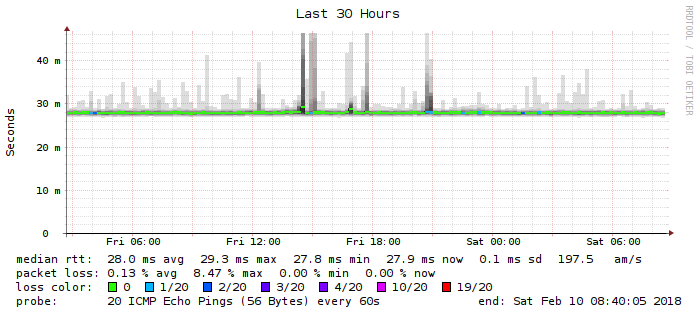 Last 30 Hours
RRDTOOL / TOBI OETIKER
Seconds
40 m
30 m
20 m
10 m
0
Fri 06:00 Fri 12:00 Fri 18:00 Sat 00:00 Sat 06:00
median rtt: 28.0 ms avg 29.3 ms max 27.8 ms min 27.9 ms now 0.1 ms sd 197.5 am/s
packet loss: 0.13 % avg 8.47 % max 0.00 % min 0.00 % now
loss color: 0 1/20 2/20 3/20 4/20 10/20 19/20
probe: 20 ICMP Echo Pings (56 Bytes) every 60s end: Sat Feb 10 08:40:05 2018